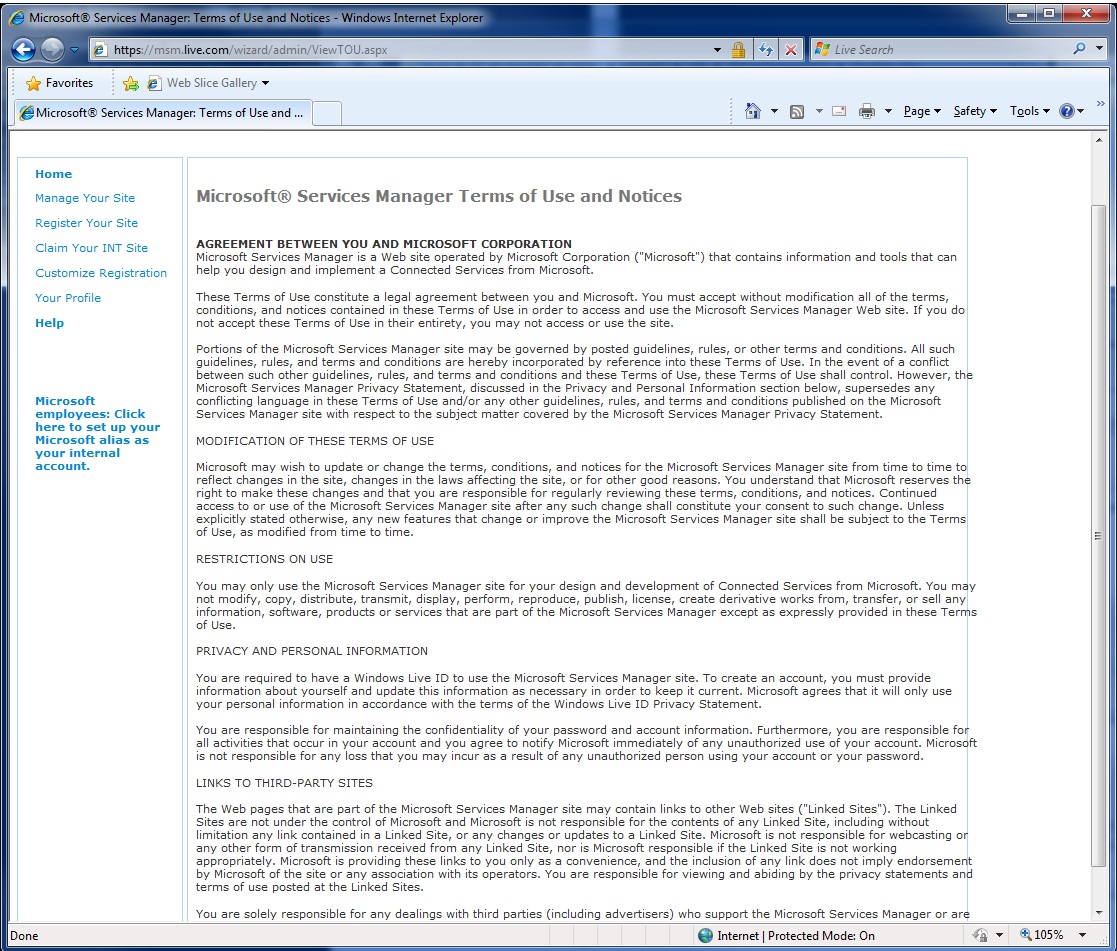 Microsoft® Services Manager: Terms of Use and Notices - Windows Internet Explorer
https://msm.live.com/wizard/admin/ViewTOU.aspx
Live Search
Favorites
Web Slice Gallery
Microsoft® Services Manager: Terms of Use and ...
Page
Safety
Tools
Home
Manage Your Site
Register Your Site
Claim Your INT Site
Customize Registration
Your Profile
Help
Microsoft
employees: Click
here to set up your
Microsoft alias as
your internal
account.
Microsoft® Services Manager Terms of Use and Notices
AGREEMENT BETWEEN YOU AND MICROSOFT CORPORATION
Microsoft Services Manager is a Web site operated by Microsoft Corporation ("Microsoft") that contains information and tools that can
help you design and implement a Connected Services from Microsoft.
These Terms of Use constitute a legal agreement between you and Microsoft. You must accept without modification all of the terms,
conditions, and notices contained in these Terms of Use in order to access and use the Microsoft Services Manager Web site. If you do
not accept these Terms of Use in their entirety, you may not access or use the site.
Portions of the Microsoft Services Manager site may be governed by posted guidelines, rules, or other terms and conditions. All such
guidelines, rules, and terms and conditions are hereby incorporated by reference into these Terms of Use. In the event of a conflict
between such other guidelines, rules, and terms and conditions and these Terms of Use, these Terms of Use shall control. However, the
Microsoft Services Manager Privacy Statement, discussed in the Privacy and Personal Information section below, supersedes any
conflicting language in these Terms of Use and/or any other guidelines, rules, and terms and conditions published on the Microsoft
Services Manager site with respect to the subject matter covered by the Microsoft Services Manager Privacy Statement.
MODIFICATION OF THESE TERMS OF USE
Microsoft may wish to update or change the terms, conditions, and notices for the Microsoft Services Manager site from time to time to
reflect changes in the site, changes in the laws affecting the site, or for other good reasons. You understand that Microsoft reserves the
right to make these changes and that you are responsible for regularly reviewing these terms, conditions, and notices. Continued
access to or use of the Microsoft Services Manager site after any such change shall constitute your consent to such change. Unless
explicitly stated otherwise, any new features that change or improve the Microsoft Services Manager site shall be subject to the Terms
of Use, as modified from time to time.
RESTRICTIONS ON USE
You may only use the Microsoft Services Manager site for your design and development of Connected Services from Microsoft. You may
not modify, copy, distribute, transmit, display, perform, reproduce, publish, license, create derivative works from, transfer, or sell any
information, software, products or services that are part of the Microsoft Services Manager except as expressly provided in these Terms
of Use.
PRIVACY AND PERSONAL INFORMATION
You are required to have a Windows Live ID to use the Microsoft Services Manager site. To create an account, you must provide
information about yourself and update this information as necessary in order to keep it current. Microsoft agrees that it will only use
your personal information in accordance with the terms of the Windows Live ID Privacy Statement.
You are responsible for maintaining the confidentiality of your password and account information. Furthermore, you are responsible for
all activities that occur in your account and you agree to notify Microsoft immediately of any unauthorized use of your account. Microsoft
is not responsible for any loss that you may incur as a result of any unauthorized person using your account or your password.
LINKS TO THIRD-PARTY SITES
The Web pages that are part of the Microsoft Services Manager site may contain links to other Web sites ("Linked Sites"). The Linked
Sites are not under the control of Microsoft and Microsoft is not responsible for the contents of any Linked Site, including without
limitation any link contained in a Linked Site, or any changes or updates to a Linked Site. Microsoft is not responsible for webcasting or
any other form of transmission received from any Linked Site, nor is Microsoft responsible if the Linked Site is not working
appropriately. Microsoft is providing these links to you only as a convenience, and the inclusion of any link does not imply endorsement
by Microsoft of the site or any association with its operators. You are responsible for viewing and abiding by the privacy statements and
terms of use posted at the Linked Sites.
You are solely responsible for any dealings with third parties (including advertisers) who support the Microsoft Services Manager or are
Done
Internet | Protected Mode: On
105%